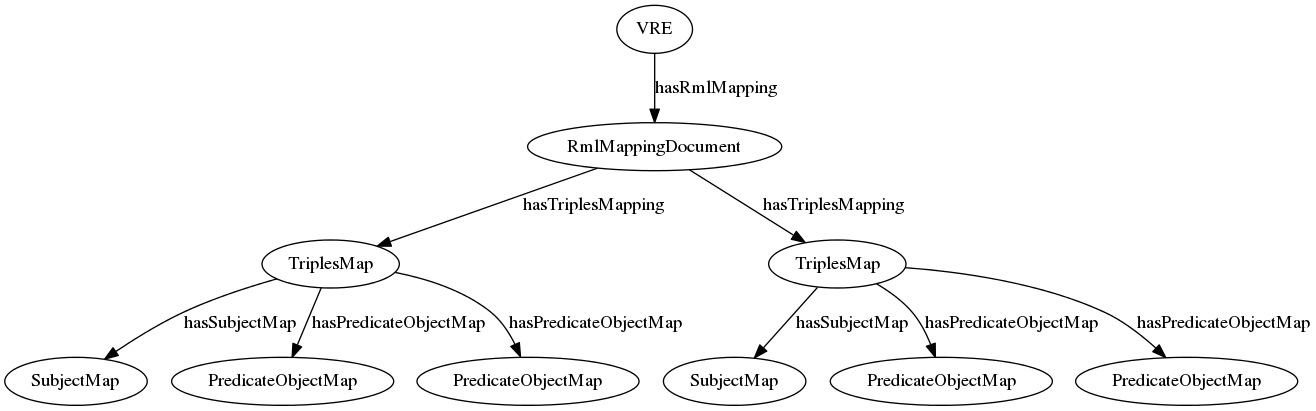 VRE
hasRmlMapping
RmlMappingDocument
hasTriplesMapping
hasTriplesMapping
TriplesMap
TriplesMap
hasSubjectMap
hasPredicateObjectMap
hasPredicateObjectMap
hasSubjectMap
hasPredicateObjectMap
hasPredicateObjectMap
SubjectMap
PredicateObjectMap
PredicateObjectMap
SubjectMap
PredicateObjectMap
PredicateObjectMap